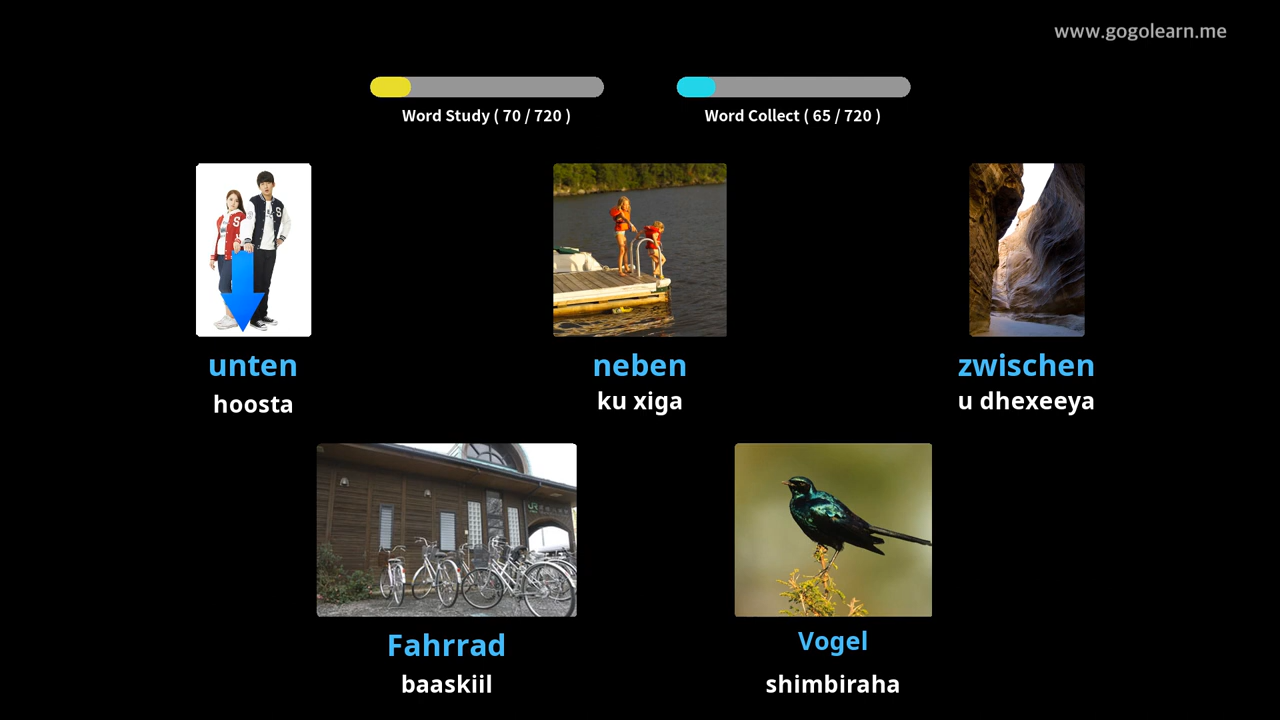 www.gogolearn.me
Word Study ( 70 / 720 )
Word Collect ( 65 / 720 )
unten
hoosta
neben
ku xiga
zwischen
u dhexeeya
Fahrrad
baaskiil
Vogel
shimbiraha